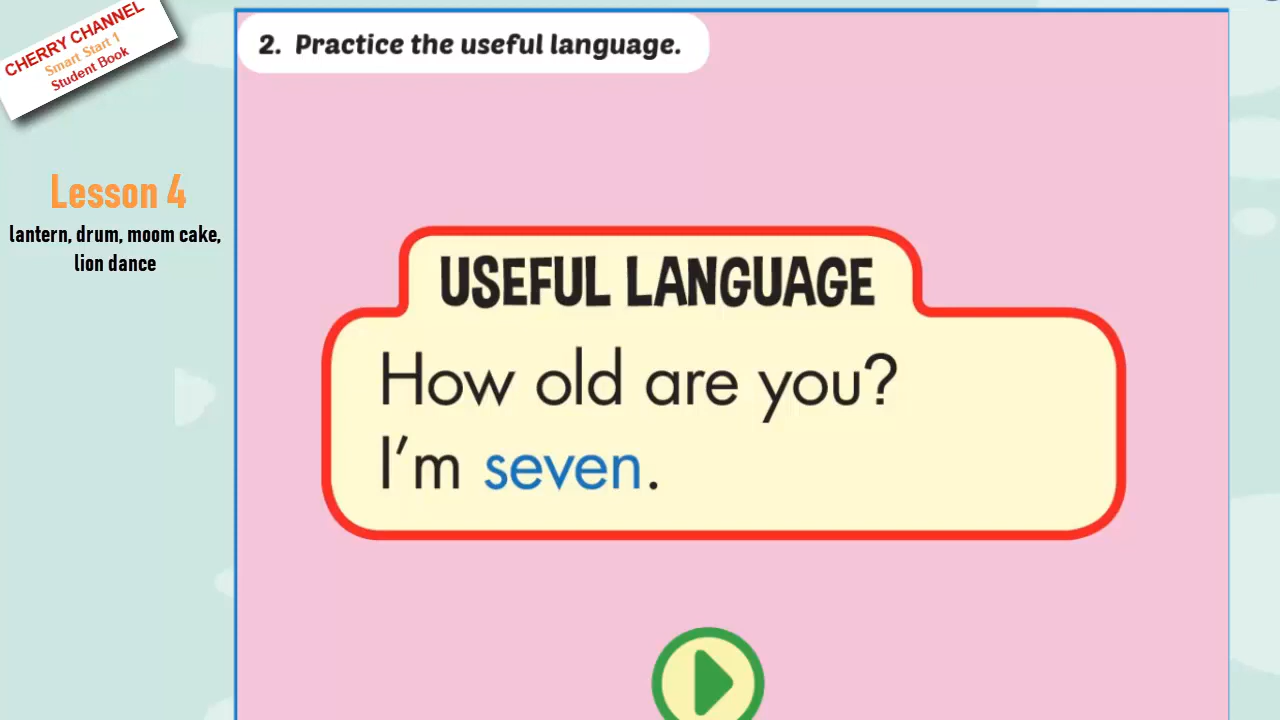 CHERRY CHANNEL
Smart Start 1
Student Book
2. Practice the useful language.
Lesson 4
lantern, drum, moom cake,
lion dance
USEFUL LANGUAGE
How old are you?
I'm seven.